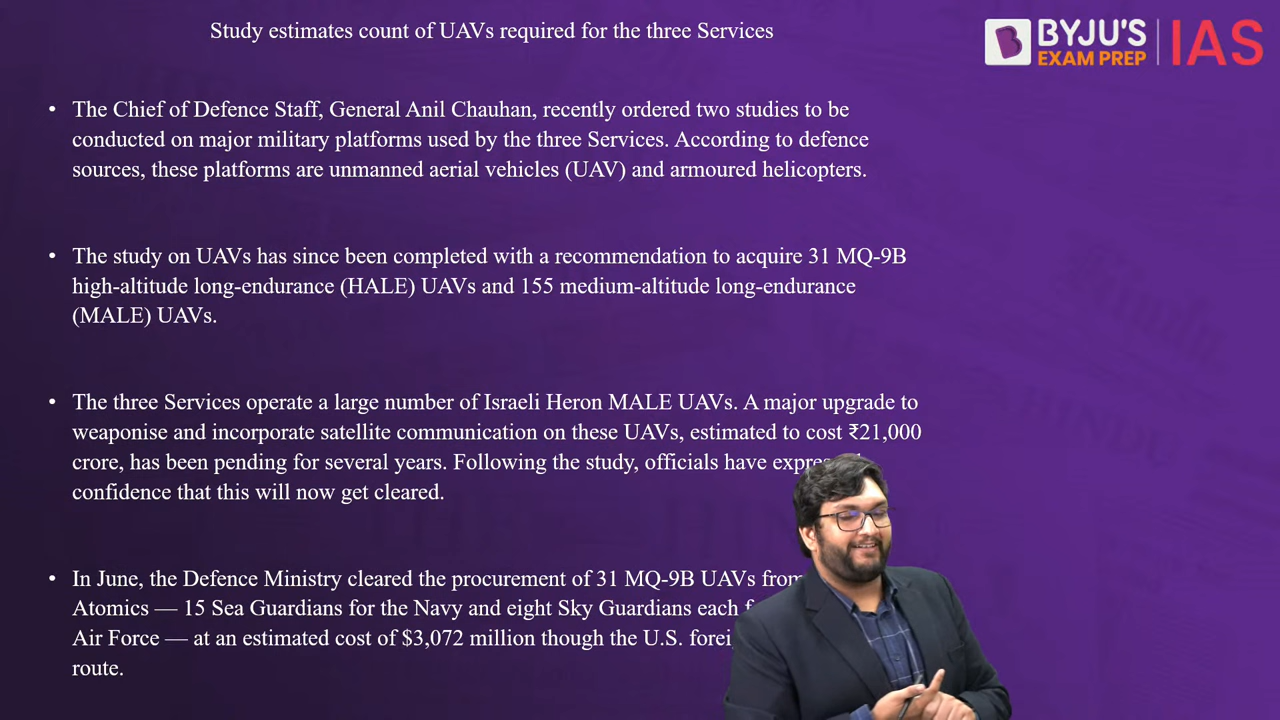 Study estimates count of UAVs required for the three Services
BYJU'S
EXAM PREP
IAS
• The Chief of Defence Staff, General Anil Chauhan, recently ordered two studies to be
conducted on major military platforms used by the three Services. According to defence
sources, these platforms are unmanned aerial vehicles (UAV) and armoured helicopters.
• The study on UAVs has since been completed with a recommendation to acquire 31 MQ-9B
high-altitude long-endurance (HALE) UAVs and 155 medium-altitude long-endurance
(MALE) UAVs.
• The three Services operate a large number of Israeli Heron MALE UAVs. A major upgrade to
weaponise and incorporate satellite communication on these UAVs, estimated to cost ₹21,000
crore, has been pending for several years. Following the study, officials have
confidence that this will now get cleared.
• In June, the Defence Ministry cleared the procurement of 31 MQ-9B UAVs from
Atomics — 15 Sea Guardians for the Navy and eight Sky Guardians each
Air Force — at an estimated cost of $3,072 million though the U.S.
route.